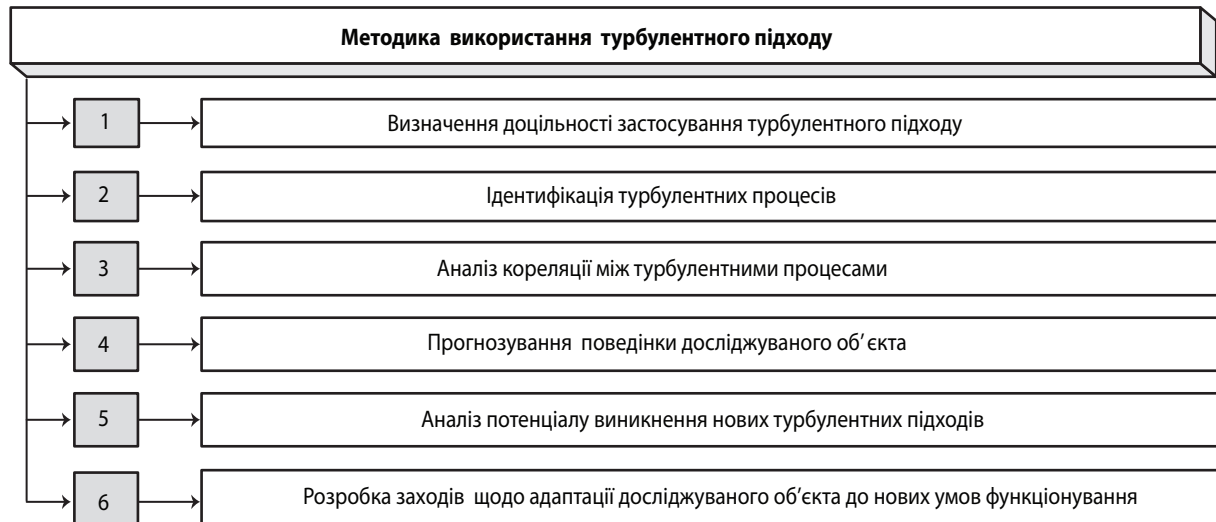 Методика використання турбулентного підходу
1
Визначення доцільності застосування турбулентного підходу
2
Ідентифікація турбулентних процесів
3
Аналіз кореляції між турбулентними процесами
4
Прогнозування поведінки досліджуваного об’єкта
5
Аналіз потенціалу виникнення нових турбулентних підходів
6
Розробка заходів щодо адаптації досліджуваного об’єкта до нових умов функціонування